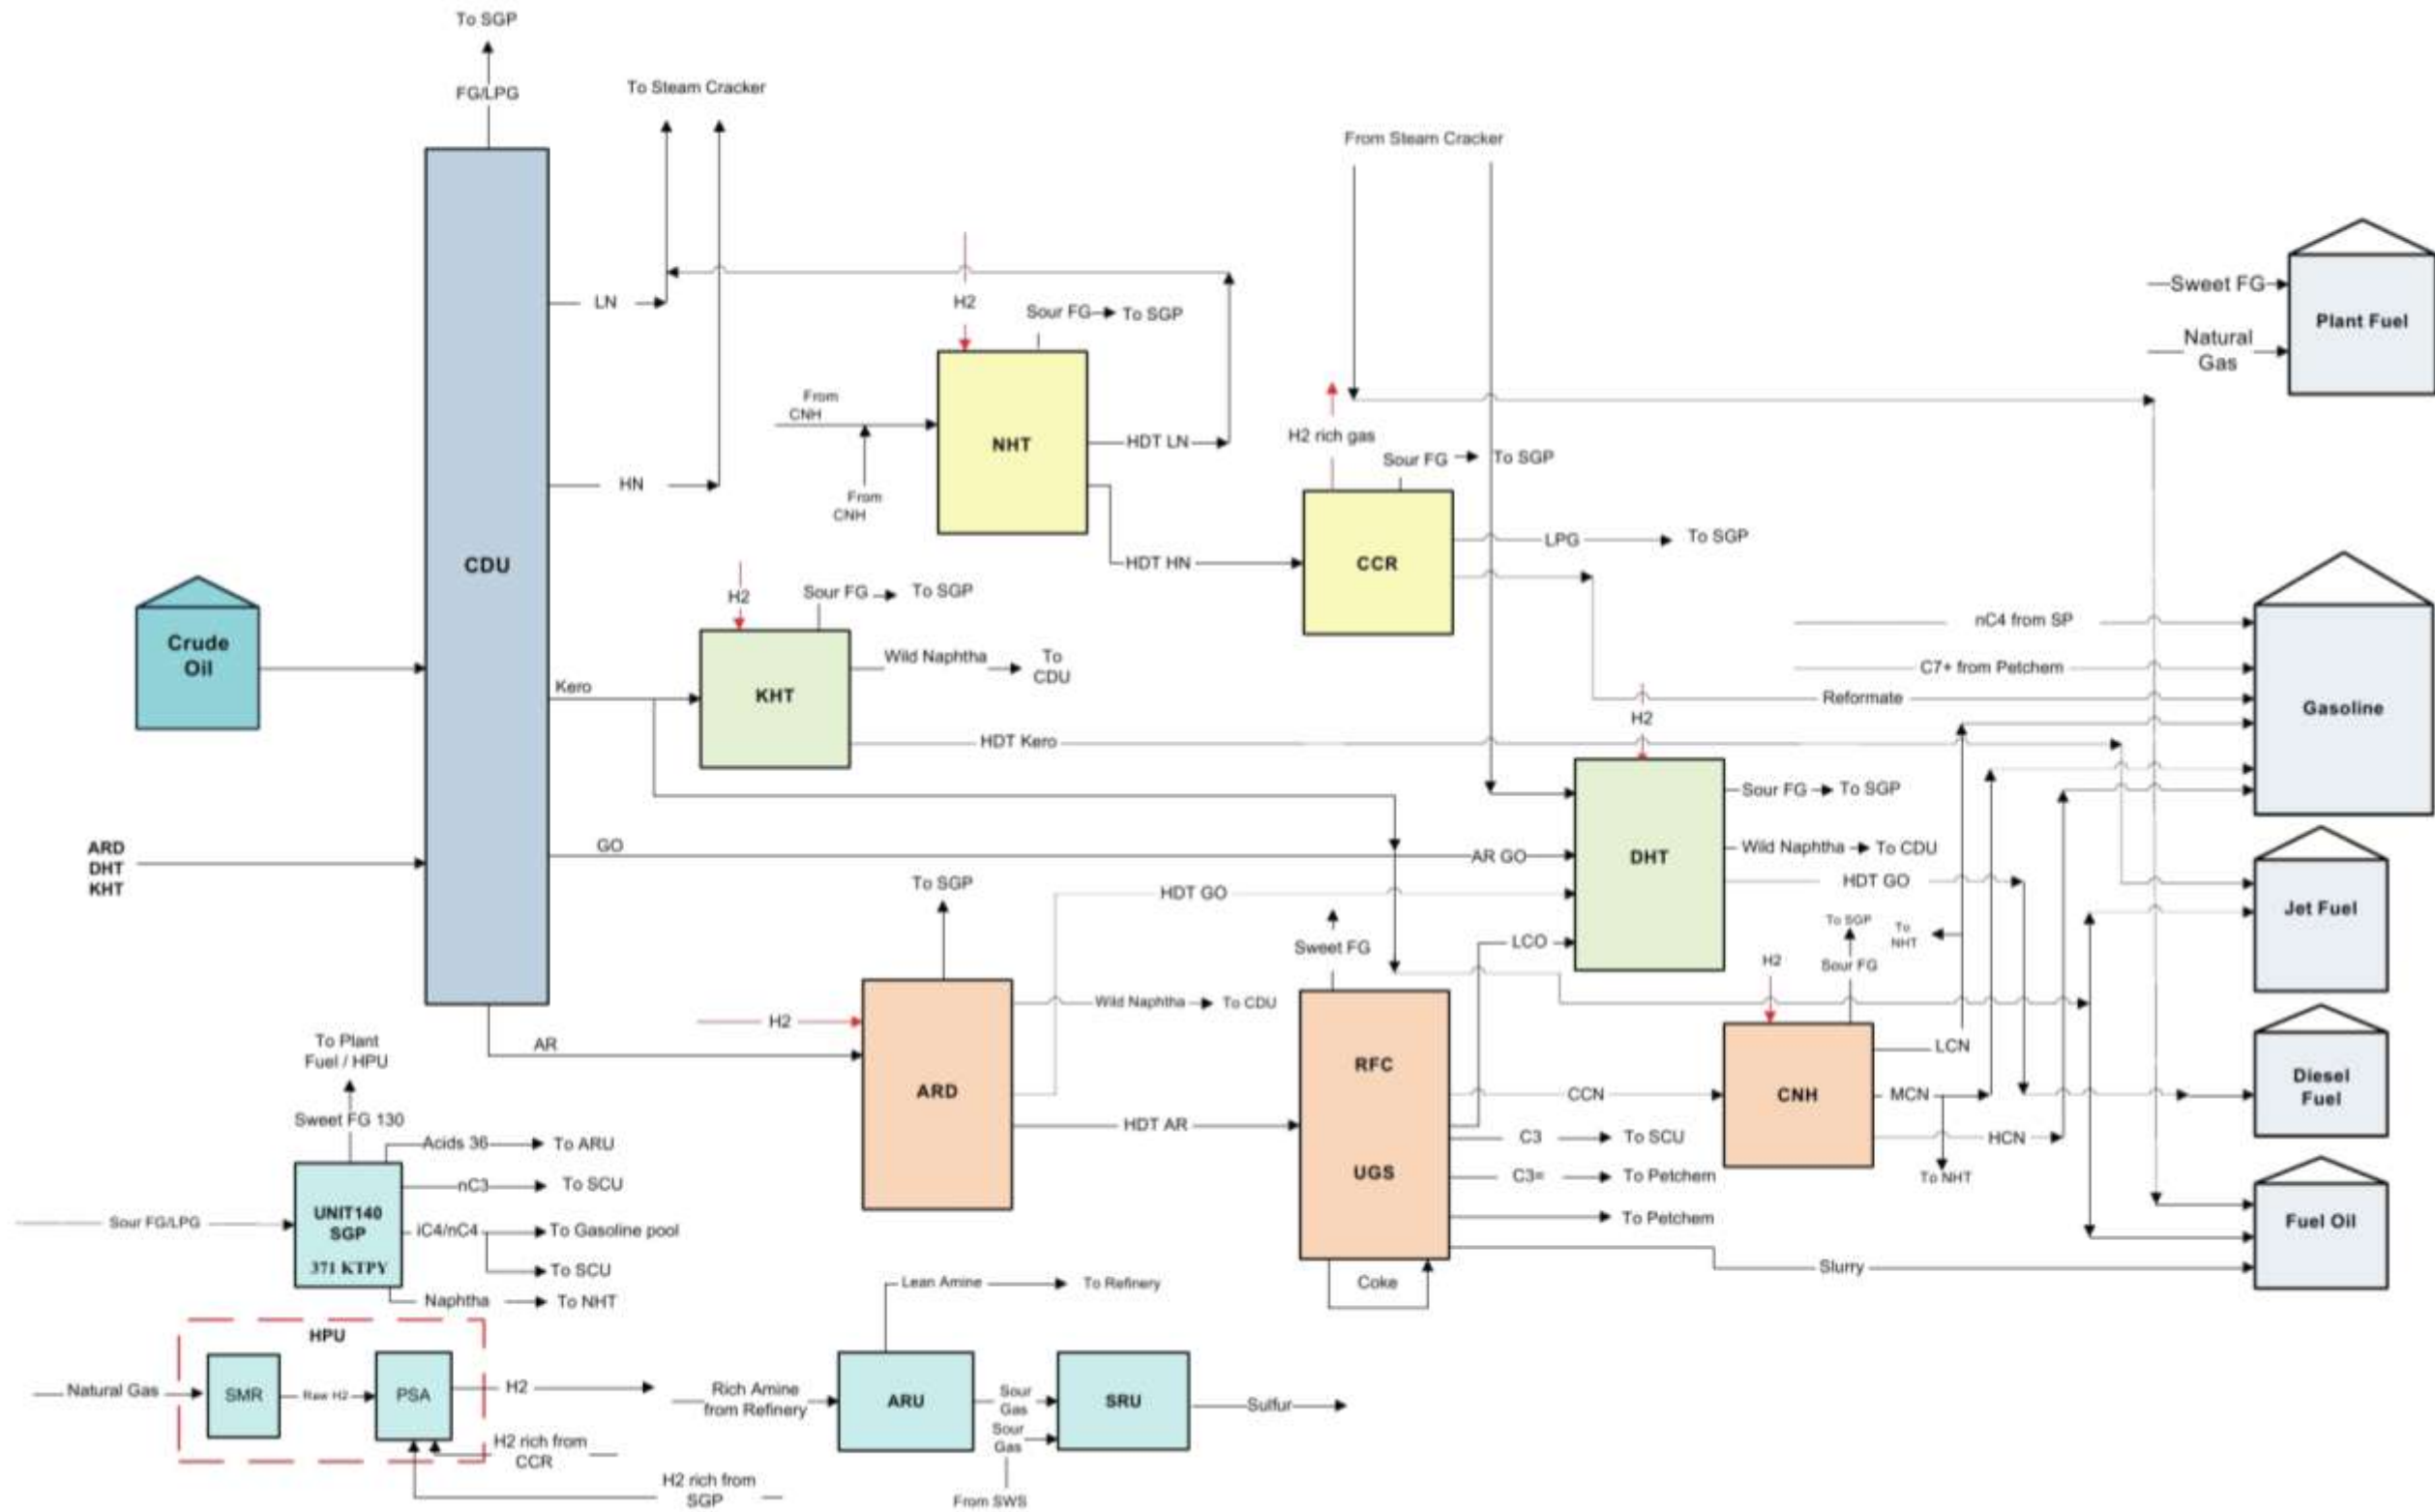 To SGP
FG/LPG
To Steam Cracker
From Steam Cracker
LN
H2
Sour FG
To SGP
Sweet FG
Natural
Gas
Plant Fuel
From
CNH
NHT
HDT LN
H2 rich gas
Sour FG
To SGP
HN
From
CNH
HDT HN
CCR
LPG
To SGP
CDU
Crude
Oil
H2
Sour FG
To SGP
Wild Naphtha
To
CDU
Kero
KHT
HDT Kero
nC4 from SP
C7+ from Petchem
Reformate
Gasoline
H2
Sour FG
To SGP
ARD
DHT
KHT
GO
AR GO
DHT
Wild Naphtha
To CDU
HDT GO
To SGP
HDT GO
Jet Fuel
Sweet FG
LCO
To SGP
To
NHT
H2
Sour FG
H2
Wild Naphtha
To CDU
AR
ARD
HDT AR
RFC
UGS
CCN
CNH
LCN
MCN
HCN
To NHT
Diesel
Fuel
C3
To SCU
C3=
To Petchem
To Petchem
Fuel Oil
Slurry
Coke
To Plant
Fuel / HPU
Sweet FG 130
Acids 36
To ARU
nC3
To SCU
Sour FG/LPG
UNIT140
SGP
371 KTPY
iC4/nC4
To Gasoline pool
To SCU
Naphtha
To NHT
HPU
Natural Gas
SMR
Raw H2
PSA
H2
H2 rich from
CCR
H2 rich from
SGP
Lean Amine
To Refinery
Rich Amine
from Refinery
ARU
Sour
Gas
Sour
Gas
From SWS
SRU
Sulfur